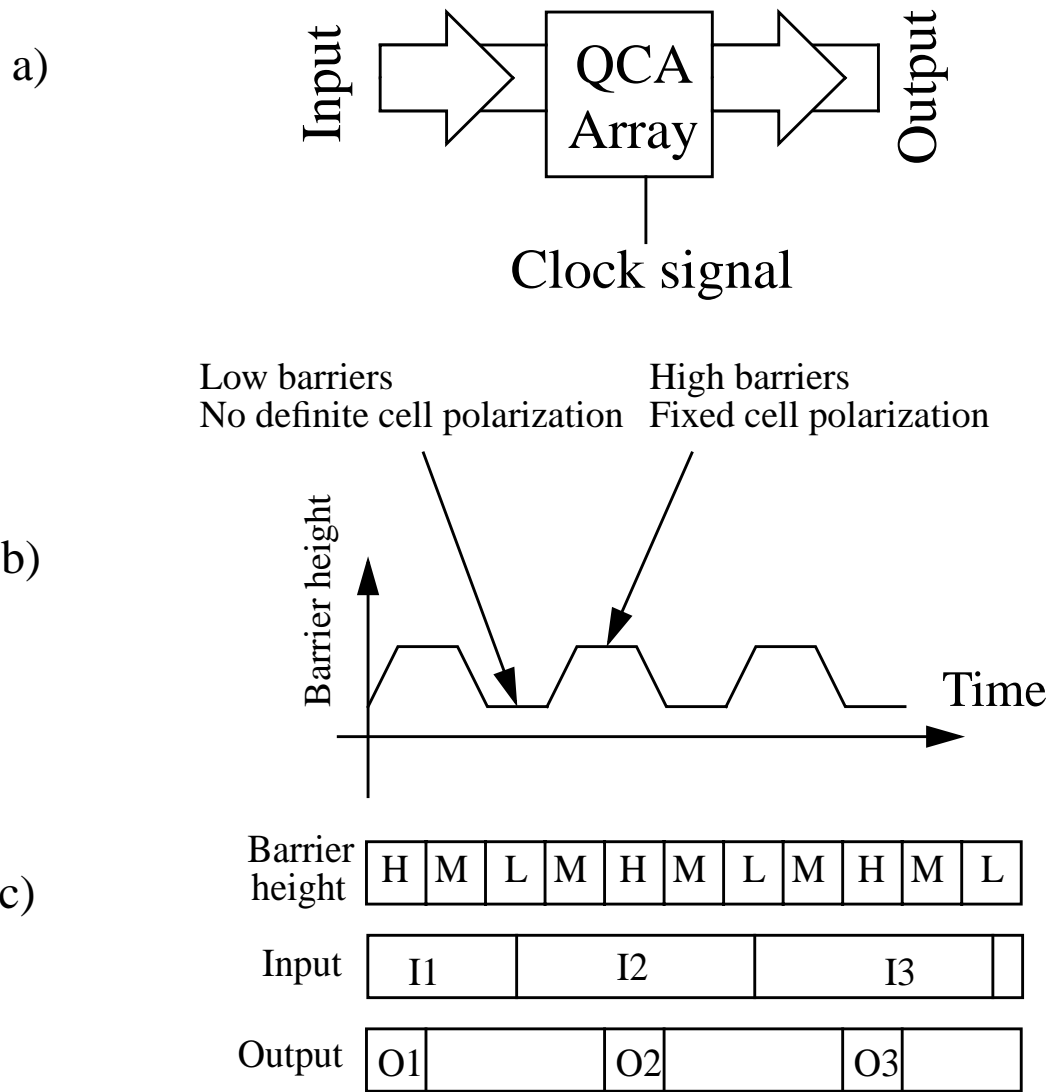 a)
Input
QCA
Array
Output
Clock signal
Low barriers
No definite cell polarization
High barriers
Fixed cell polarization
b)
Barrier height
Time
c)
Barrier
height
H M L M H M L M H M L
Input
I1 I2 I3
Output
O1 O2 O3